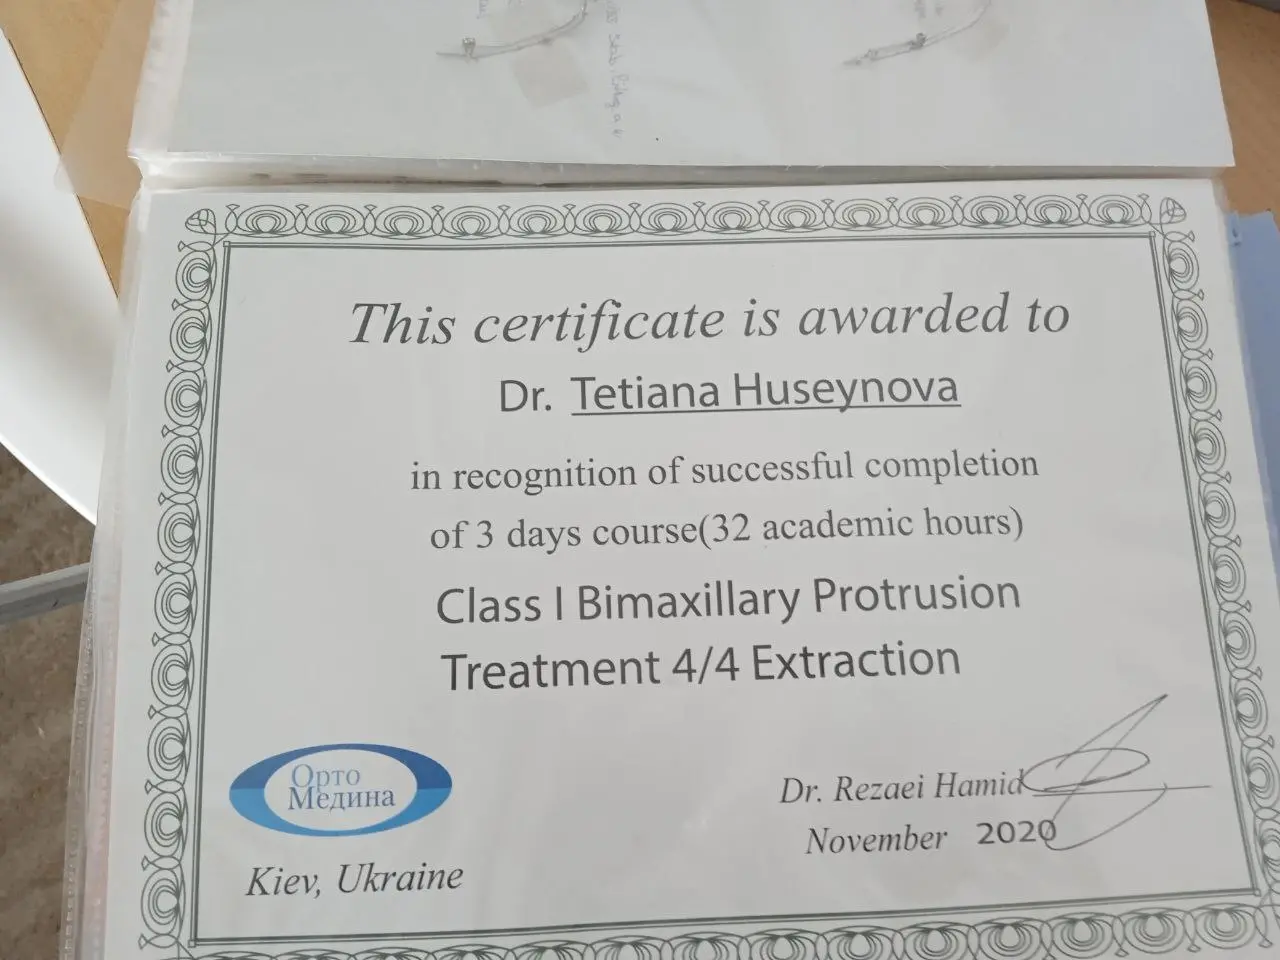 This certificate is awarded to
Dr. Tetiana Huseynova
in recognition of successful completion
of 3 days course(32 academic hours)
Class I Bimaxillary Protrusion
Treatment 4/4 Extraction
Орто
Медина
Kiev, Ukraine
Dr. Rezaei Hamid
November 2020